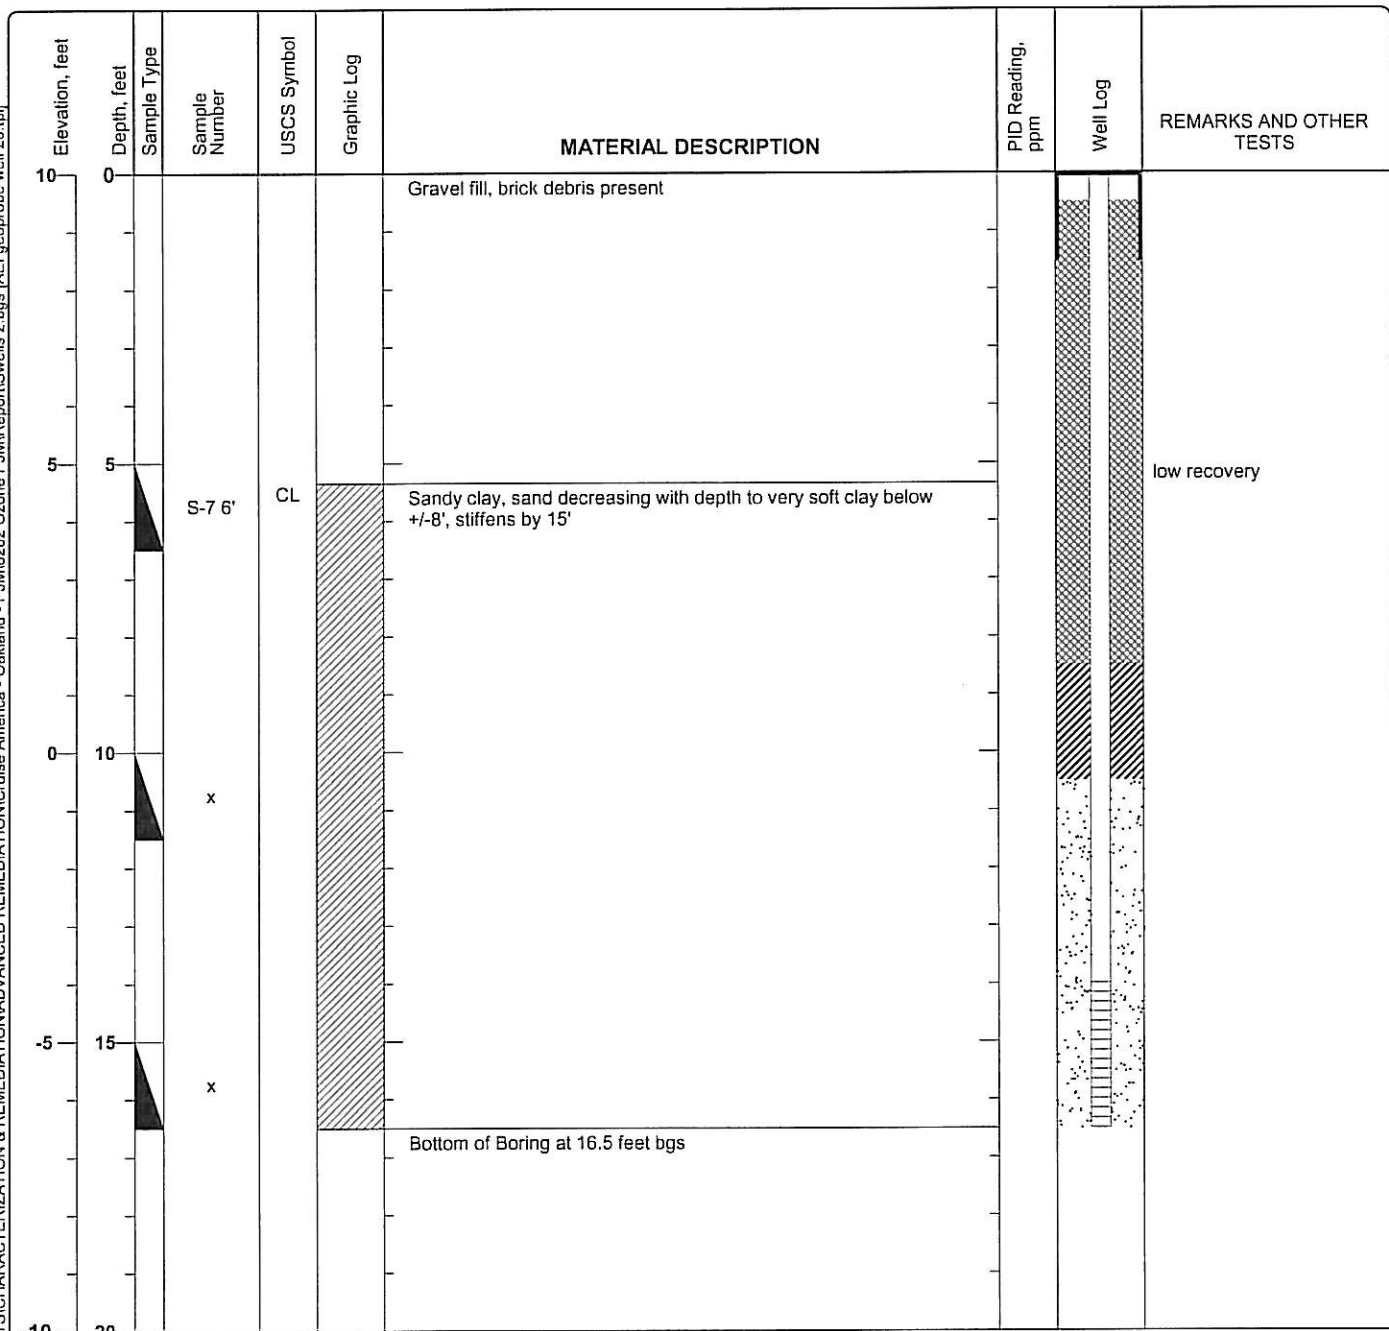 Elevation, feet
Depth, feet
Sample Type
Sample
Number
USCS Symbol
Graphic Log
MATERIAL DESCRIPTION
PID Reading,
ppm
Well Log
REMARKS AND OTHER
TESTS
10 0
Gravel fill, brick debris present
5 5
low recovery
S-7 6' CL
Sandy clay, sand decreasing with depth to very soft clay below
+/-8', stiffens by 15'
0 10
x
-5 15
x
Bottom of Boring at 16.5 feet bgs